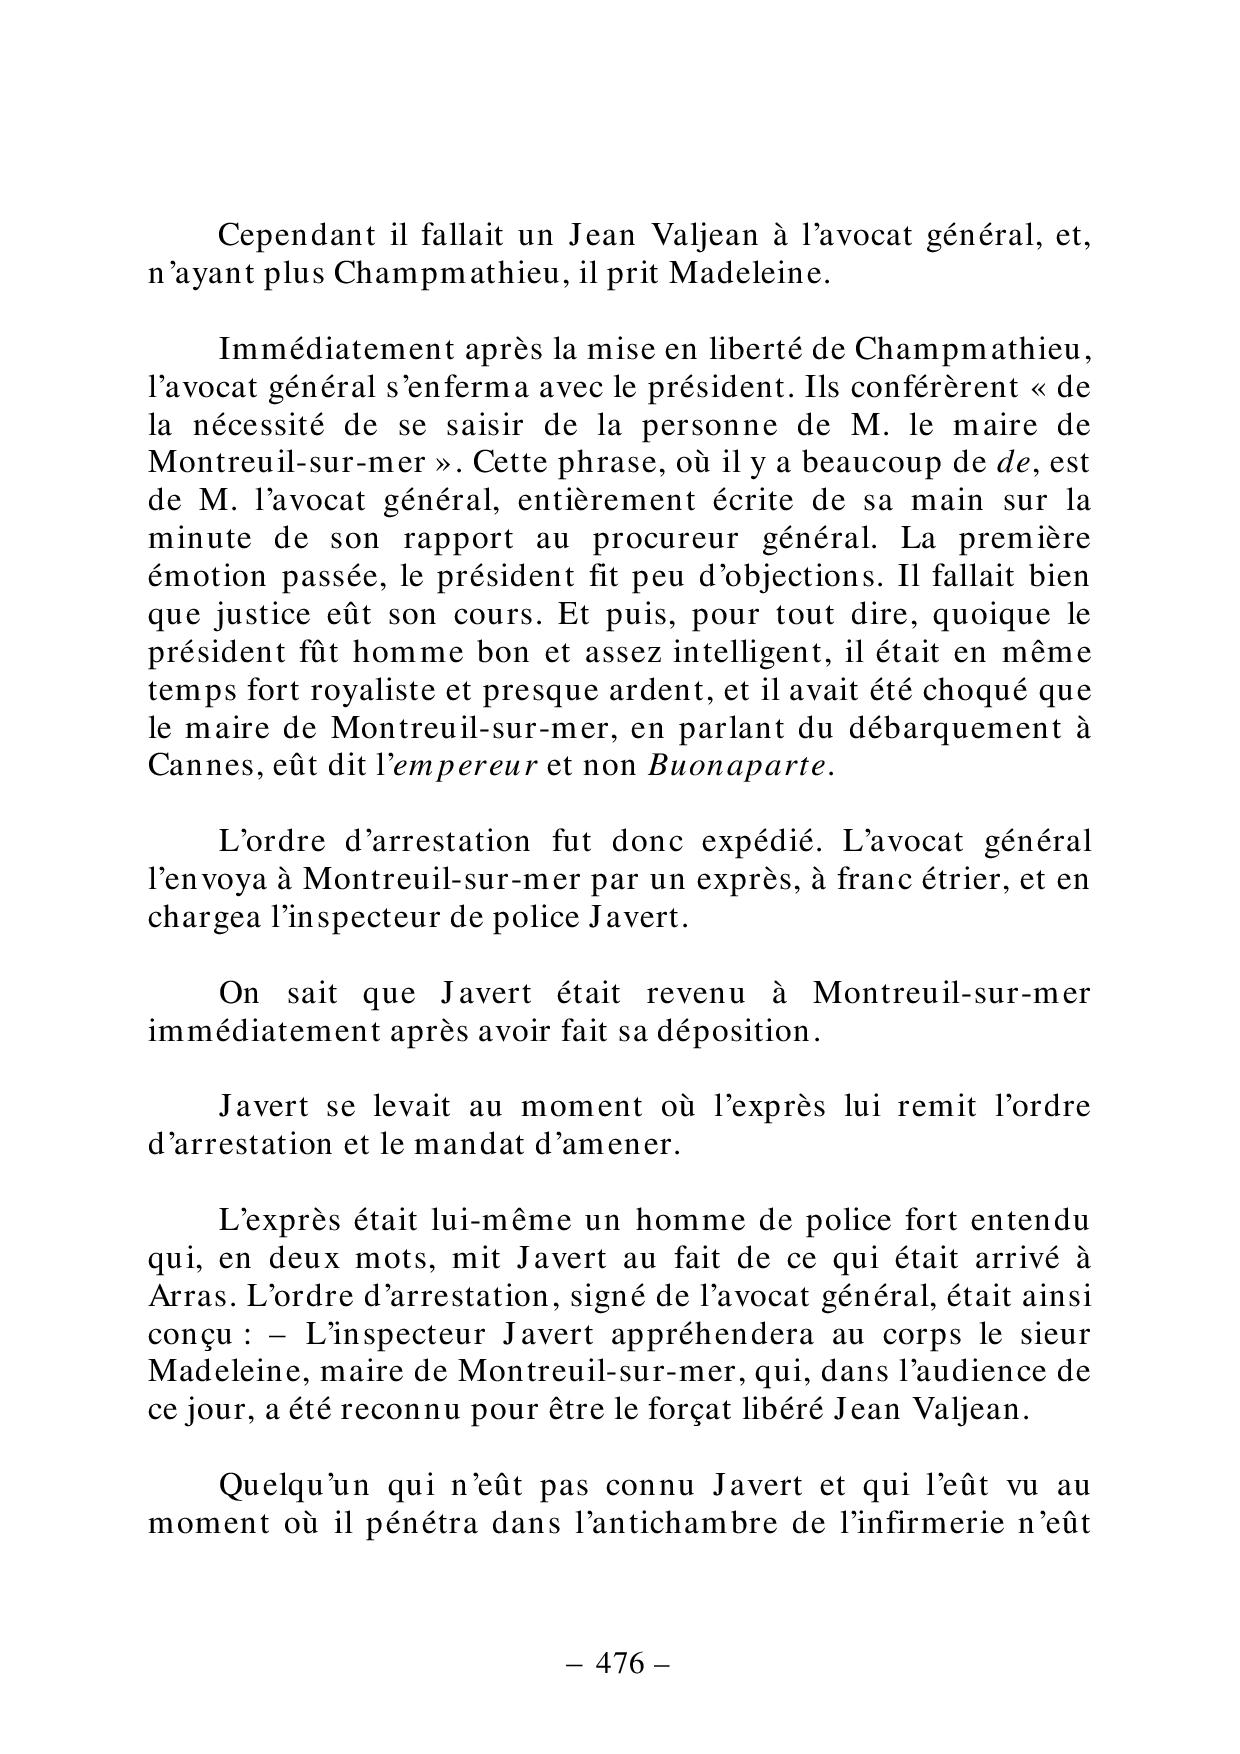 Cependant il fallait un Jean Valjean à l’avocat général, et,
n’ayant plus Champmathieu, il prit Madeleine.
Immédiatement après la mise en liberté de Champmathieu,
l’avocat général s’enferma avec le président. Ils conférèrent « de
la nécessité de se saisir de la personne de M. le maire de
Montreuil-sur-mer ». Cette phrase, où il y a beaucoup de de, est
de M. l’avocat général, entièrement écrite de sa main sur la
minute de son rapport au procureur général. La première
émotion passée, le président fit peu d’objections. Il fallait bien
que justice eût son cours. Et puis, pour tout dire, quoique le
président fût homme bon et assez intelligent, il était en même
temps fort royaliste et presque ardent, et il avait été choqué que
le maire de Montreuil-sur-mer, en parlant du débarquement à
Cannes, eût dit l’empereur et non Buonaparte.
L’ordre d’arrestation fut donc expédié. L’avocat général
l’envoya à Montreuil-sur-mer par un exprès, à franc étrier, et en
chargea l’inspecteur de police Javert.
On sait que Javert était revenu à Montreuil-sur-mer
immédiatement après avoir fait sa déposition.
Javert se levait au moment où l’exprès lui remit l’ordre
d’arrestation et le mandat d’amener.
L’exprès était lui-même un homme de police fort entendu
qui, en deux mots, mit Javert au fait de ce qui était arrivé à
Arras. L’ordre d’arrestation, signé de l’avocat général, était ainsi
conçu : – L’inspecteur Javert appréhendera au corps le sieur
Madeleine, maire de Montreuil-sur-mer, qui, dans l’audience de
ce jour, a été reconnu pour être le forçat libéré Jean Valjean.
Quelqu’un qui n’eût pas connu Javert et qui l’eût vu au
moment où il pénétra dans l’antichambre de l’infirmerie n’eût
– 476 –